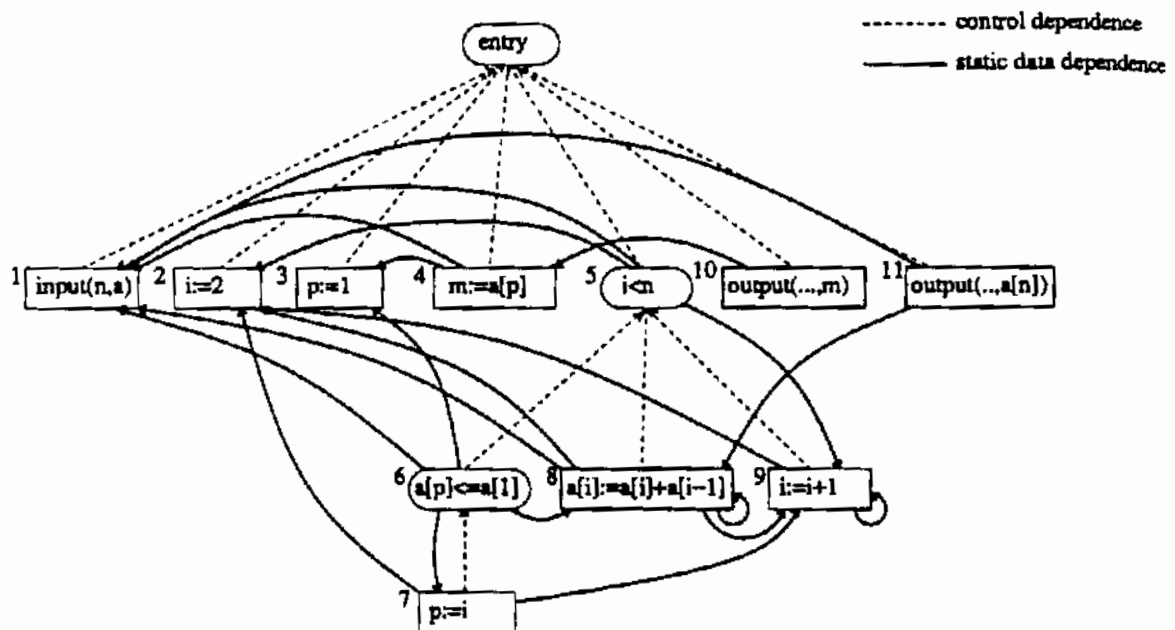 entry
control dependence
static data dependence
1 input(n,a)
2 i:=2
3 p:=1
4 m:=a[p]
5 i<n
10 output(...,m)
11 output(..,a[n])
6 a[p]<=a[1]
8 a[i]:=a[i]+a[i-1]
9 i:=i+1
7 p:=i